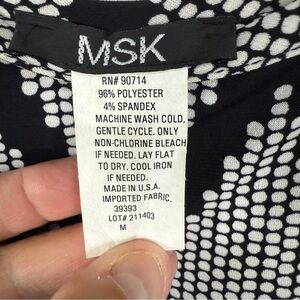 MSK
RN# 90714
96% POLYESTER
4% SPANDEX
MACHINE WASH COLD,
GENTLE CYCLE. ONLY
NON-CHLORINE BLEACH
IF NEEDED. LAY FLAT
TO DRY. COOL IRON
IF NEEDED.
MADE IN U.S.A.
IMPORTED FABRIC.
39393
LOT# 211403
M